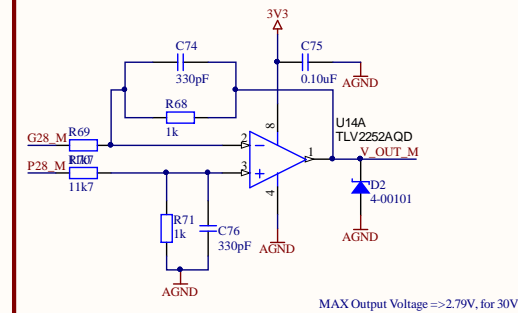 3V3
C74
330pF
C75
0.10uF
AGND
R68
1k
U14A
TLV2252AQD
G28_M
R69
2
8
1
V_OUT_M
P28_M
11k7
3
4
D2
4-00101
R71
1k
C76
330pF
AGND
AGND
AGND
MAX Output Voltage =>2.79V, for 30V